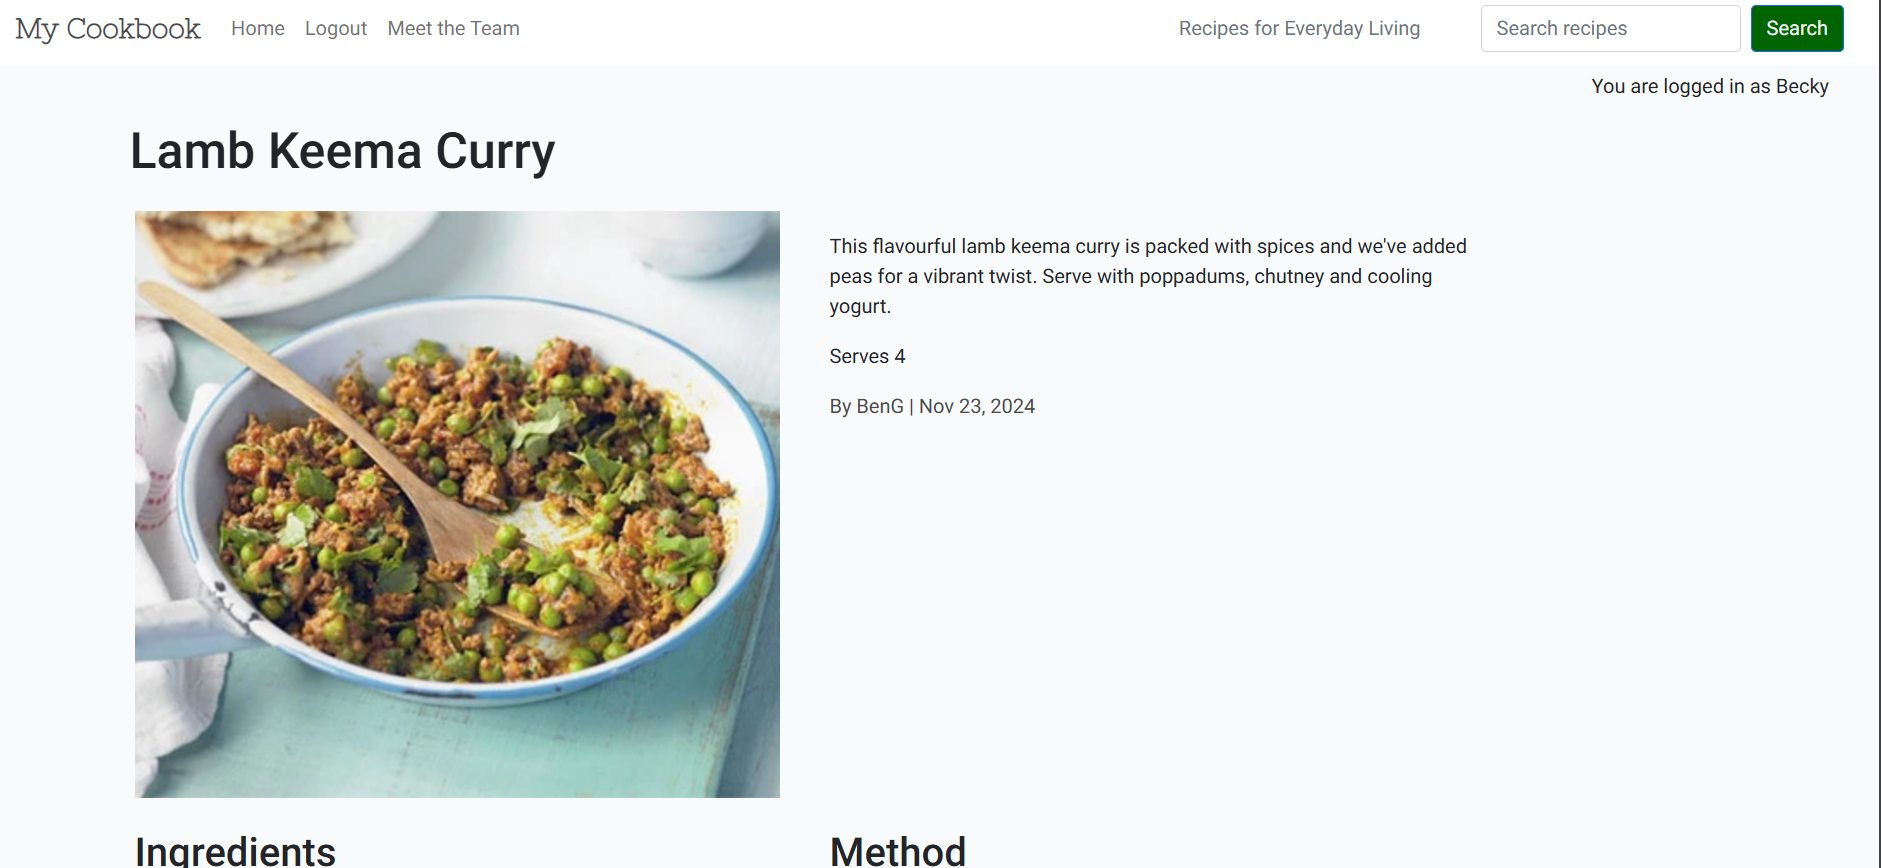 My Cookbook Home Logout Meet the Team Recipes for Everyday Living Search recipes Search
You are logged in as Becky
Lamb Keema Curry
This flavourful lamb keema curry is packed with spices and we've added
peas for a vibrant twist. Serve with poppadums, chutney and cooling
yogurt.
Serves 4
By BenG | Nov 23, 2024
Ingredients
Method